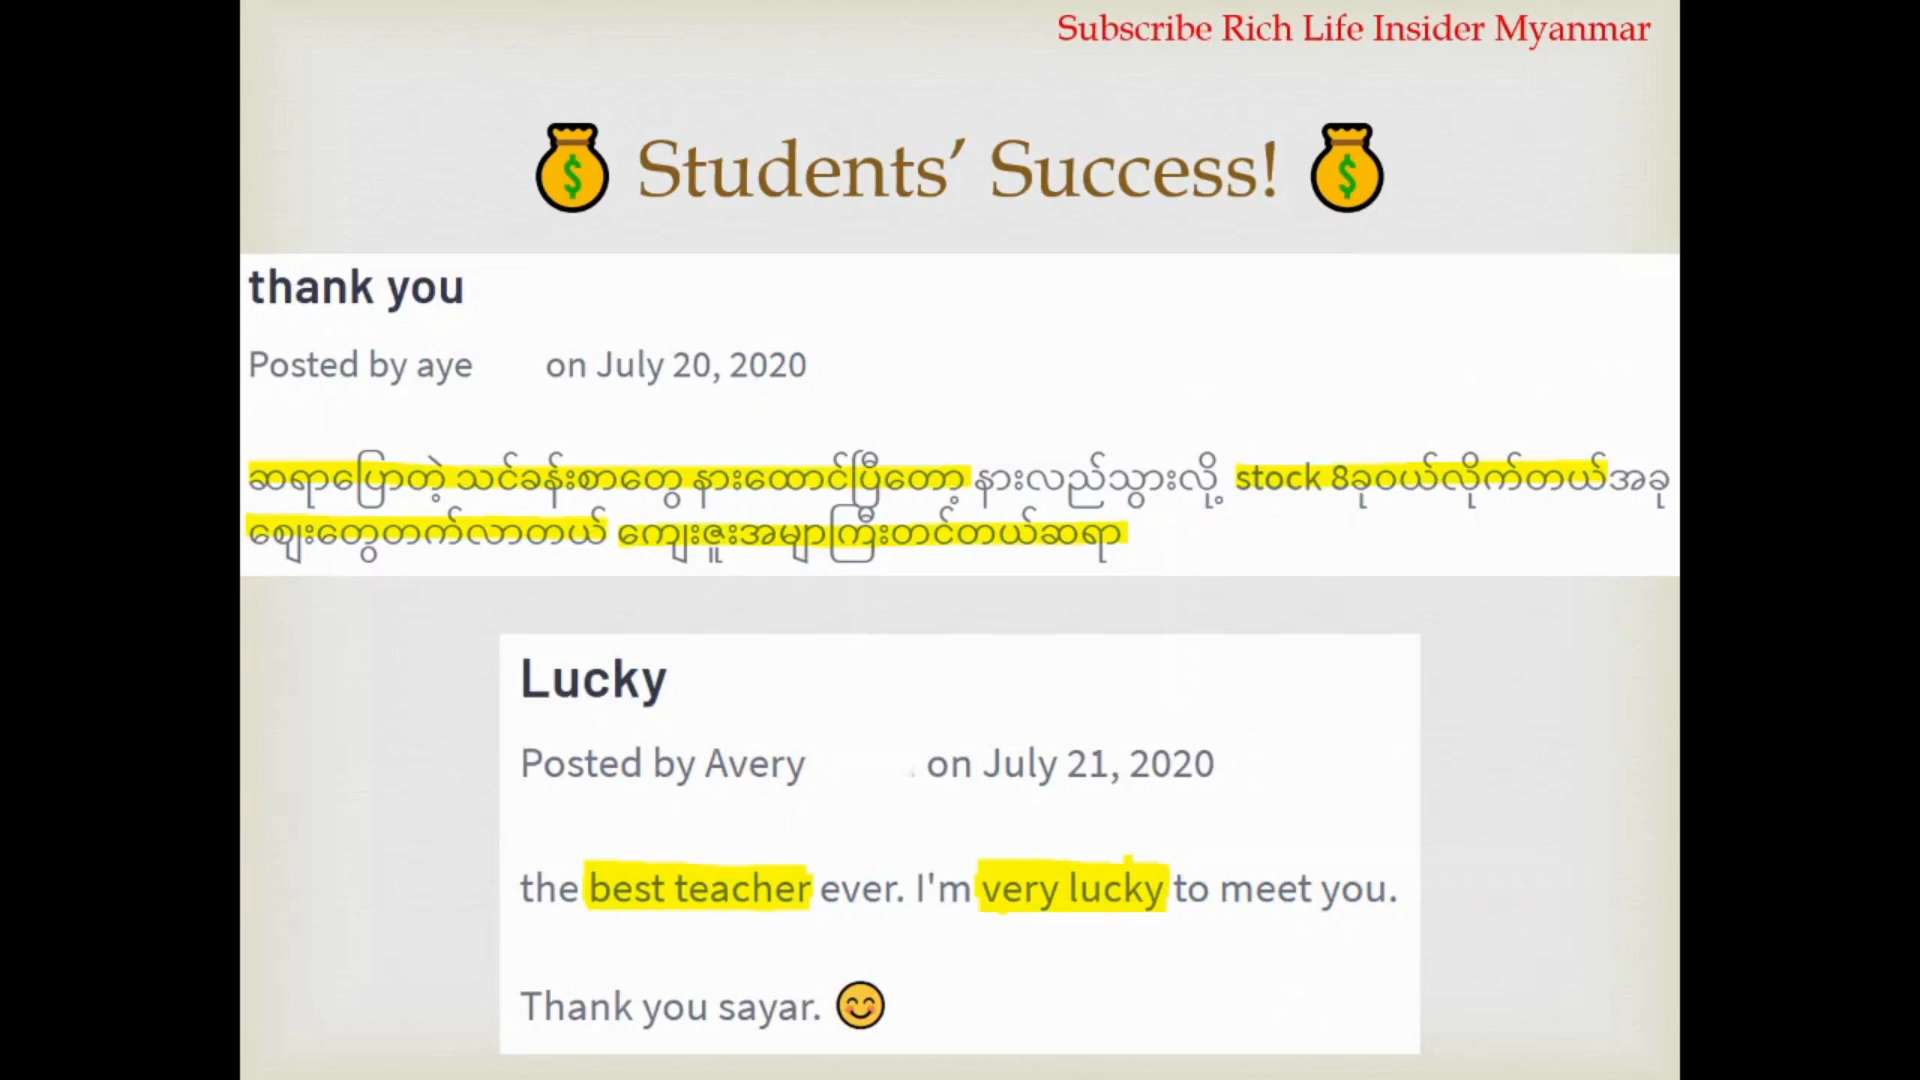 Subscribe Rich Life Insider Myanmar
Students’ Success!
thank you
Posted by aye on July 20, 2020
ဆရာပြောတဲ့ သင်ခန်းစာတွေ နားထောင်ပြီတော့ နားလည်သွားလို့ stock 8ခုဝယ်လိုက်တယ်အခု
ဈေးတွေတက်လာတယ် ကျေးဇူးအများကြီးတင်တယ်ဆရာ
Lucky
Posted by Avery on July 21, 2020
the best teacher ever. I'm very lucky to meet you.
Thank you sayar. 😊